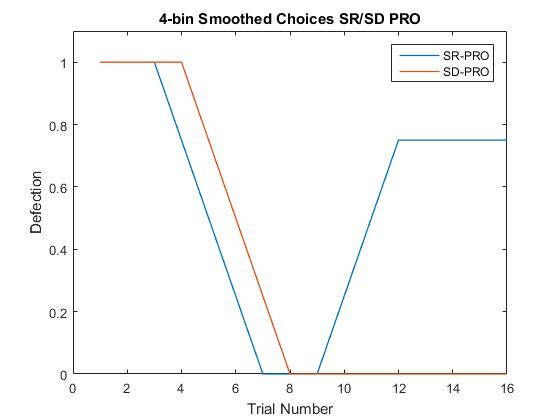 4-bin Smoothed Choices SR/SD PRO
SR-PRO
SD-PRO
1
0.8
0.6
0.4
0.2
0
Defection
0 2 4 6 8 10 12 14 16
Trial Number